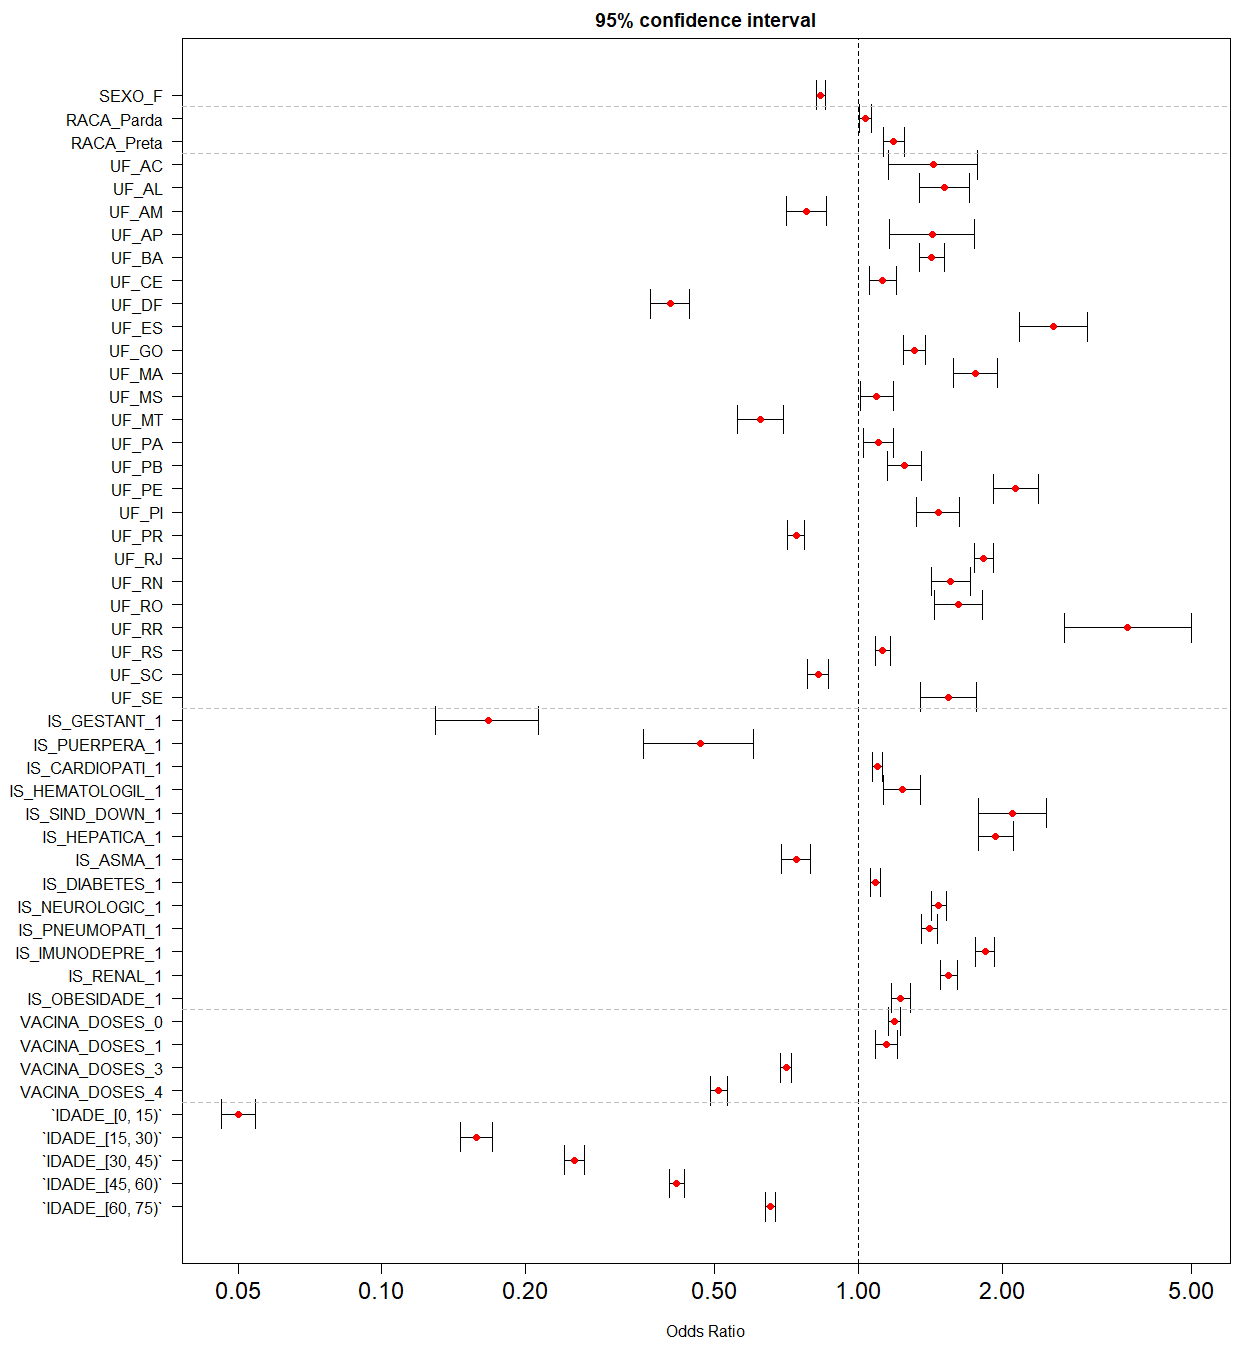 95% confidence interval
SEXO_F
RACA_Parda
RACA_Preta
UF_AC
UF_AL
UF_AM
UF_AP
UF_BA
UF_CE
UF_DF
UF_ES
UF_GO
UF_MA
UF_MS
UF_MT
UF_PA
UF_PB
UF_PE
UF_PI
UF_PR
UF_RJ
UF_RN
UF_RO
UF_RR
UF_RS
UF_SC
UF_SE
IS_GESTANT_1
IS_PUERPERA_1
IS_CARDIOPATI_1
IS_HEMATOLOGIL_1
IS_SIND_DOWN_1
IS_HEPATICA_1
IS_ASMA_1
IS_DIABETES_1
IS_NEUROLOGIC_1
IS_PNEUMOPATI_1
IS_IMUNODEPRE_1
IS_RENAL_1
IS_OBESIDADE_1
VACINA_DOSES_0
VACINA_DOSES_1
VACINA_DOSES_3
VACINA_DOSES_4
`IDADE_[0, 15)`
`IDADE_[15, 30)`
`IDADE_[30, 45)`
`IDADE_[45, 60)`
`IDADE_[60, 75)`
0.05 0.10 0.20 0.50 1.00 2.00 5.00
Odds Ratio